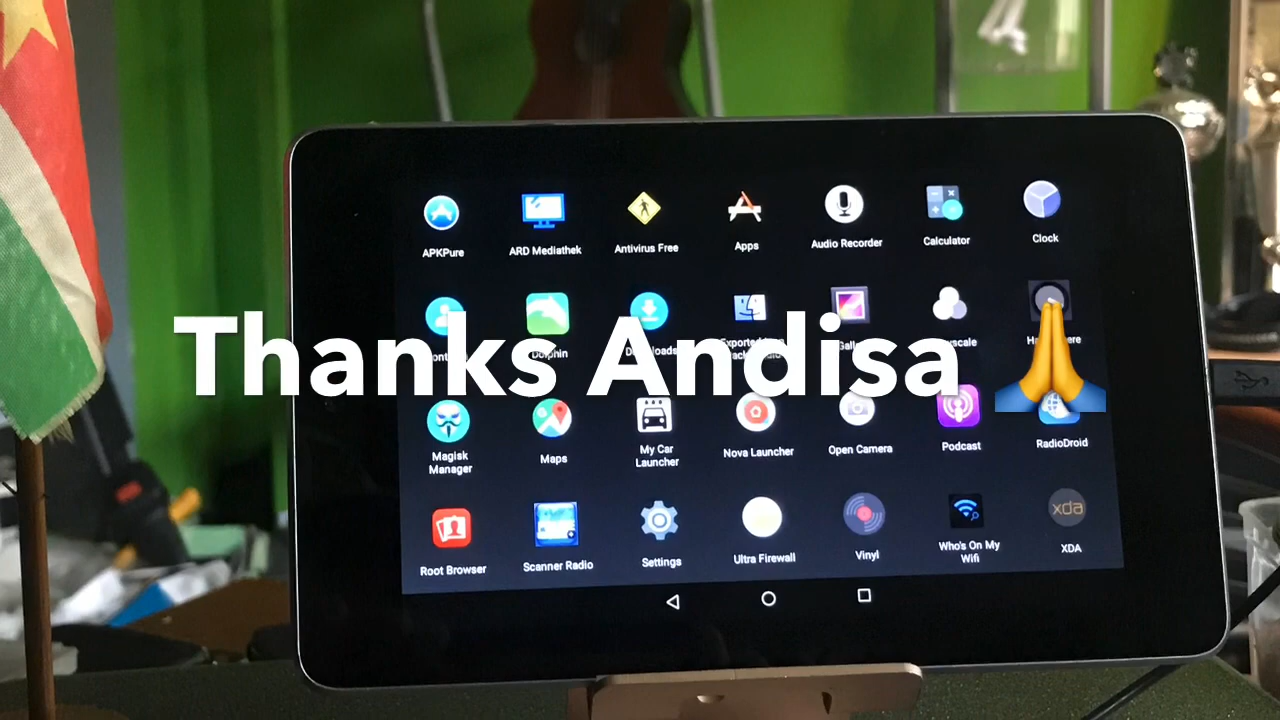 APKPure ARD Mediathek Antivirus Free Apps Audio Recorder Calculator Clock
Dolphin Downloads
Thanks Andisa 🙏
Magisk Manager Maps My Car Launcher Nova Launcher Open Camera Podcast RadioDroid
Root Browser Scanner Radio Settings Ultra Firewall Vinyl Who's On My Wifi XDA
xda